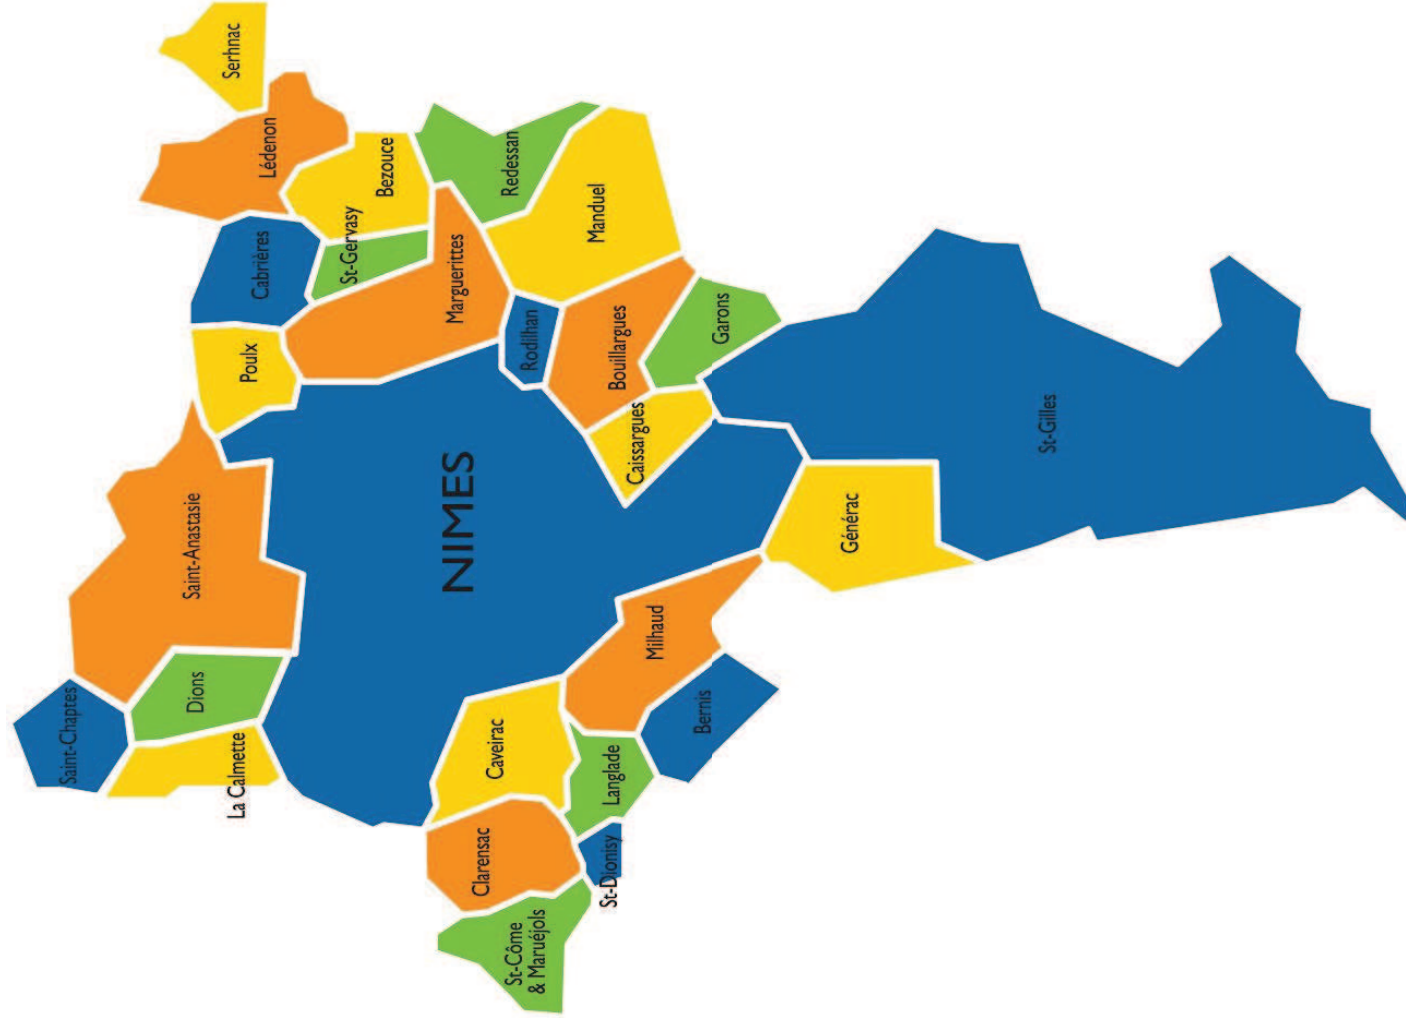 Saint-Chaptes
Dions
Saint-Anastasie
La Calmette
Poulx
Serhnac
Cabrières
Lédenon
St-Gervasy
Bezouce
NIMES
Marguerittes
Clarensac
Caveirac
Redessan
St-Côme
& Maruéjols
Rodilhan
Manduel
St-Dionisy
Langlade
Bouillargues
Caissargues
Milhaud
Bernis
Garons
Générac
St-Gilles